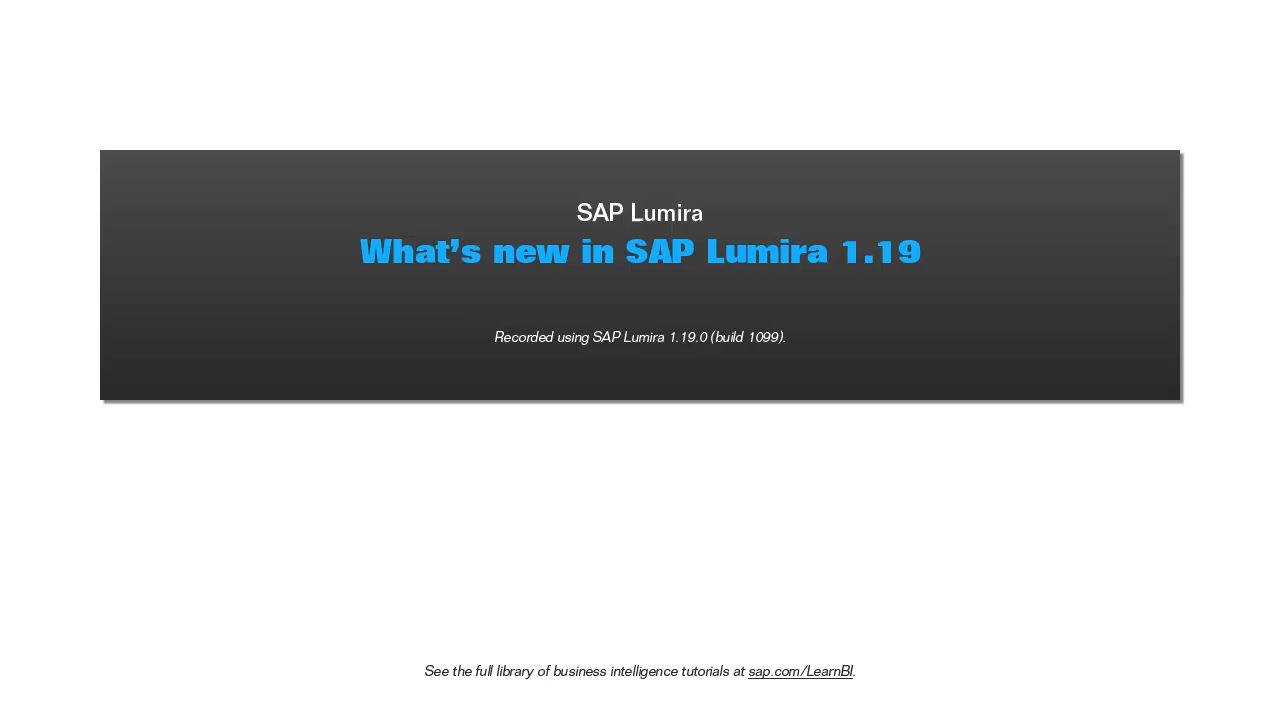 SAP Lumira
What's new in SAP Lumira 1.19
Recorded using SAP Lumira 1.19.0 (build 1099).
See the full library of business intelligence tutorials at sap.com/LearnBI.